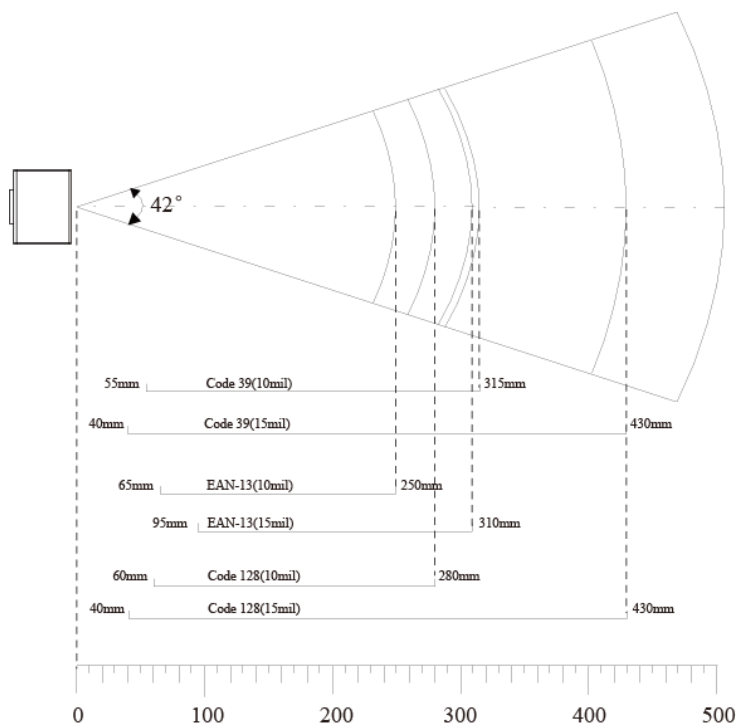 42°
55mm Code 39(10mil) 315mm
40mm Code 39(15mil) 430mm
65mm EAN-13(10mil) 250mm
95mm EAN-13(15mil) 310mm
60mm Code 128(10mil) 280mm
40mm Code 128(15mil) 430mm
0 100 200 300 400 500